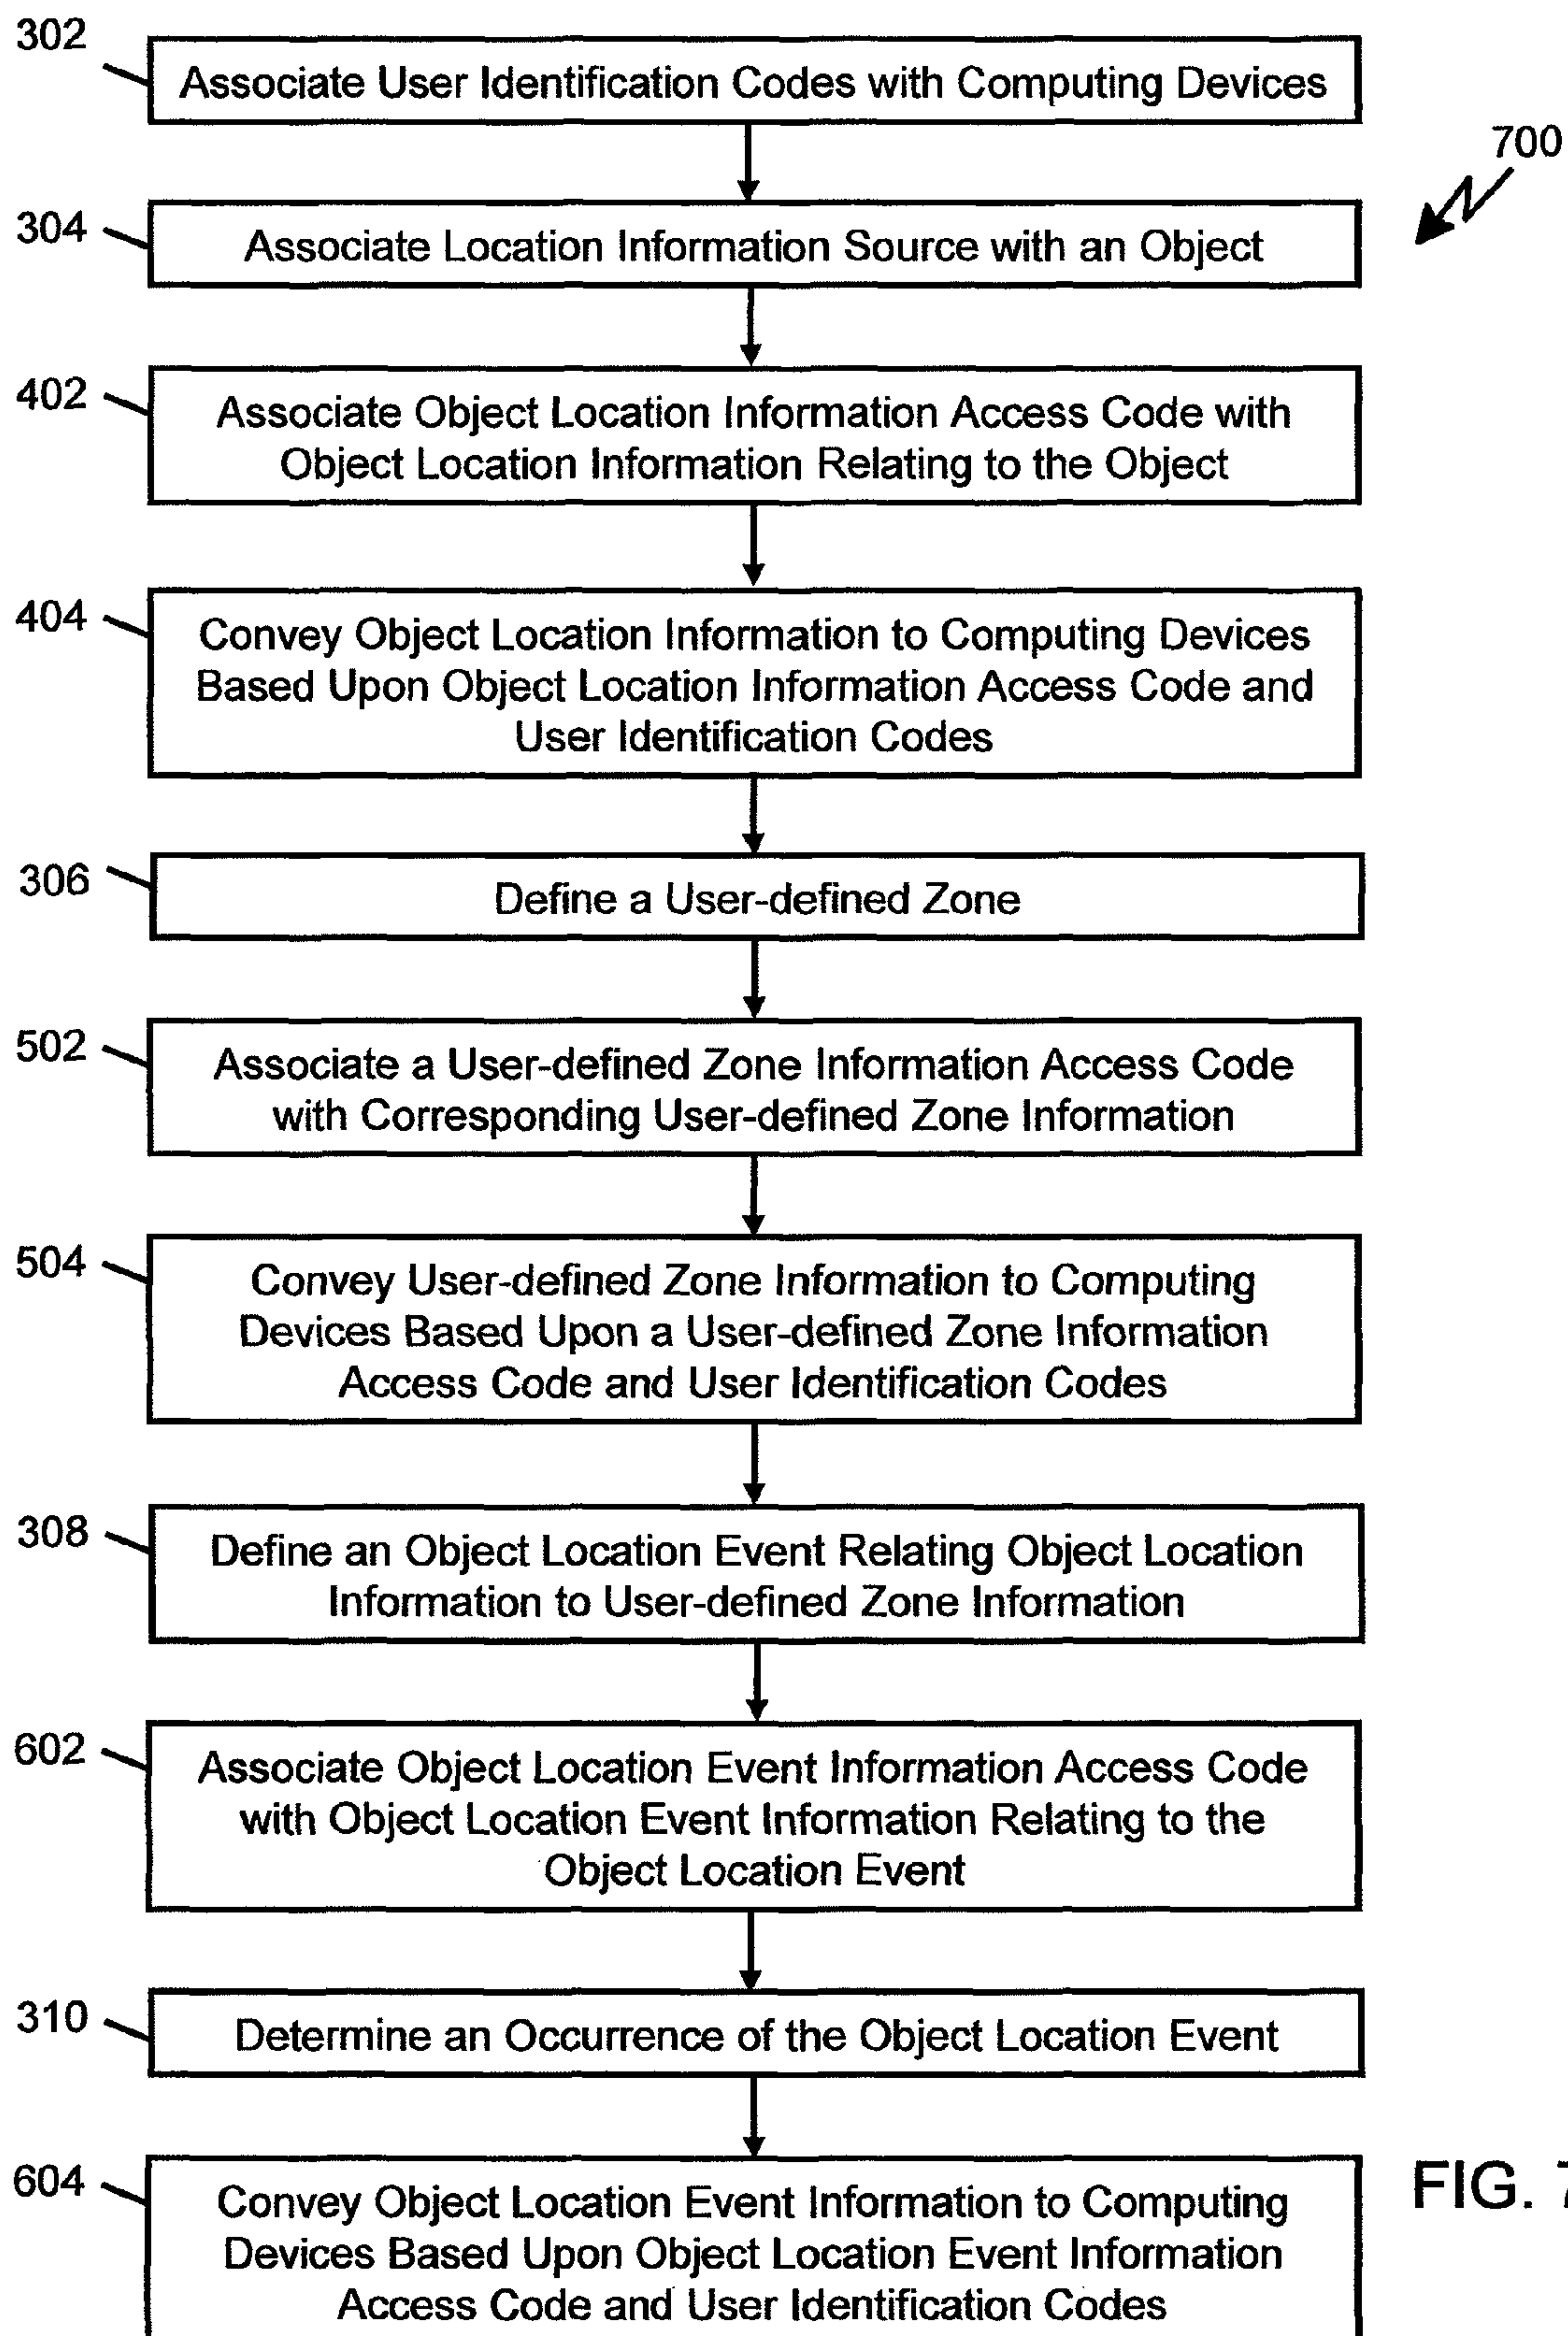 302
Associate User Identification Codes with Computing Devices
700
304
Associate Location Information Source with an Object
402
Associate Object Location Information Access Code with
Object Location Information Relating to the Object
404
Convey Object Location Information to Computing Devices
Based Upon Object Location Information Access Code and
User Identification Codes
306
Define a User-defined Zone
502
Associate a User-defined Zone Information Access Code
with Corresponding User-defined Zone Information
504
Convey User-defined Zone Information to Computing
Devices Based Upon a User-defined Zone Information
Access Code and User Identification Codes
308
Define an Object Location Event Relating Object Location
Information to User-defined Zone Information
602
Associate Object Location Event Information Access Code
with Object Location Event Information Relating to the
Object Location Event
310
Determine an Occurrence of the Object Location Event
604
Convey Object Location Event Information to Computing
Devices Based Upon Object Location Event Information
Access Code and User Identification Codes
FIG. 7